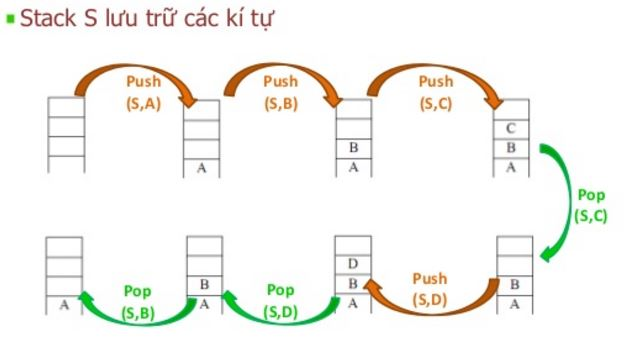 Stack S lưu trữ các kí tự
Push
(S,A)
Push
(S,B)
Push
(S,C)
A
B
A
C
B
A
Pop
(S,C)
A
Pop
(S,B)
B
A
Pop
(S,D)
D
B
A
Push
(S,D)
B
A